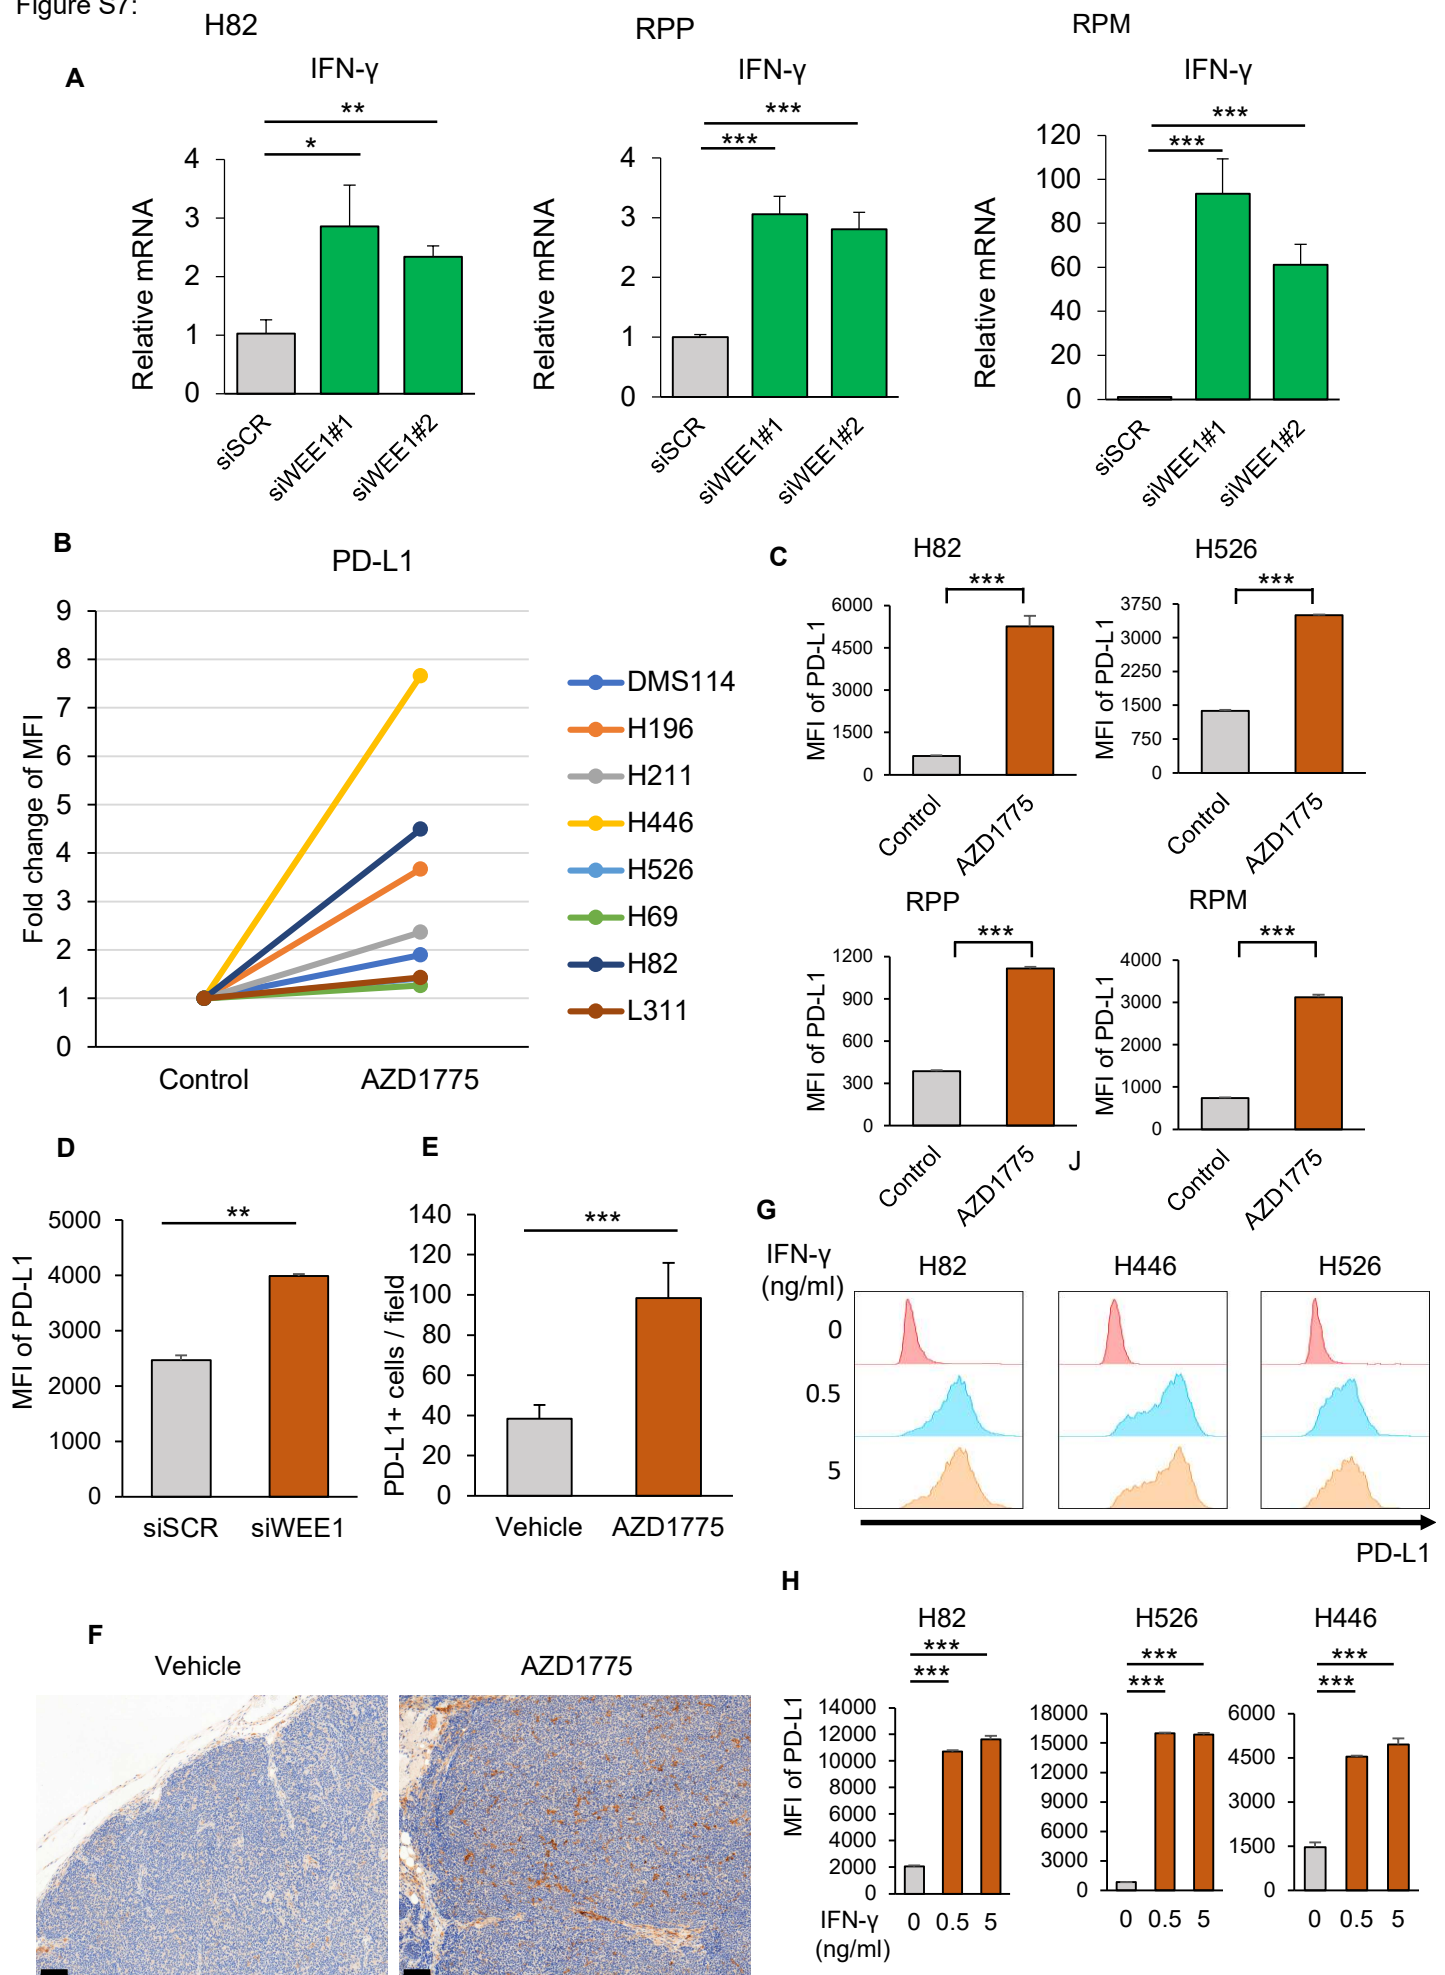 Figure S7:
H82
RPP
RPM
A
IFN-γ
IFN-γ
IFN-γ
**
*
***
***
***
***
Relative mRNA
4
3
2
1
0
siSCR
siWEE1#1
siWEE1#2
Relative mRNA
4
3
2
1
0
siSCR
siWEE1#1
siWEE1#2
Relative mRNA
120
100
80
60
40
20
0
siSCR
siWEE1#1
siWEE1#2
B
PD-L1
Fold change of MFI
9
8
7
6
5
4
3
2
1
0
Control
AZD1775
DMS114
H196
H211
H446
H526
H69
H82
L311
C
H82
***
MFI of PD-L1
6000
4500
3000
1500
0
Control
AZD1775
H526
***
MFI of PD-L1
3750
3000
2250
1500
750
0
Control
AZD1775
RPP
***
MFI of PD-L1
1200
900
600
300
0
Control
AZD1775
J
RPM
***
MFI of PD-L1
4000
3000
2000
1000
0
Control
AZD1775
D
**
MFI of PD-L1
5000
4000
3000
2000
1000
0
siSCR
siWEE1
E
***
PD-L1+ cells / field
140
120
100
80
60
40
20
0
Vehicle
AZD1775
G
IFN-γ
(ng/ml)
H82
H446
H526
0
0.5
5
PD-L1
F
Vehicle
AZD1775
H
H82
***
***
MFI of PD-L1
14000
12000
10000
8000
6000
4000
2000
0
IFN-γ
(ng/ml)
0 0.5 5
H526
***
***
18000
15000
12000
9000
6000
3000
0
0 0.5 5
H446
***
***
6000
4500
3000
1500
0
0 0.5 5